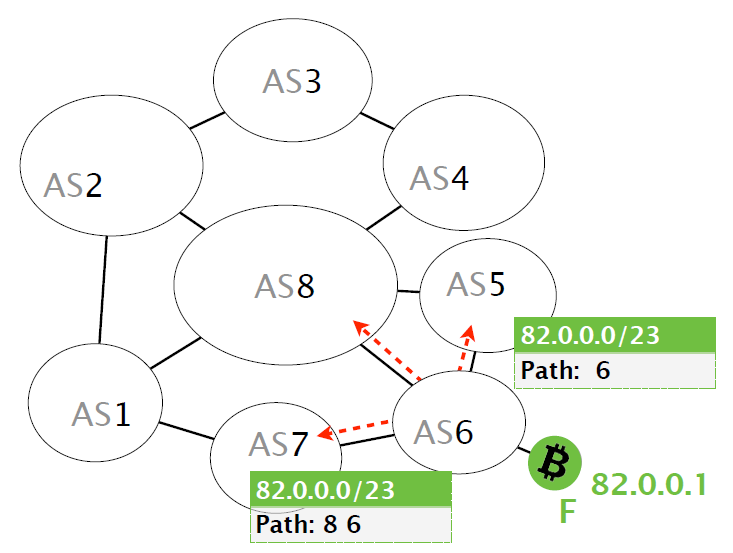 AS3
AS2
AS4
AS8
AS5
82.0.0.0/23
Path: 6
AS1
AS7
AS6
82.0.0.0/23
Path: 8 6
82.0.0.1
F